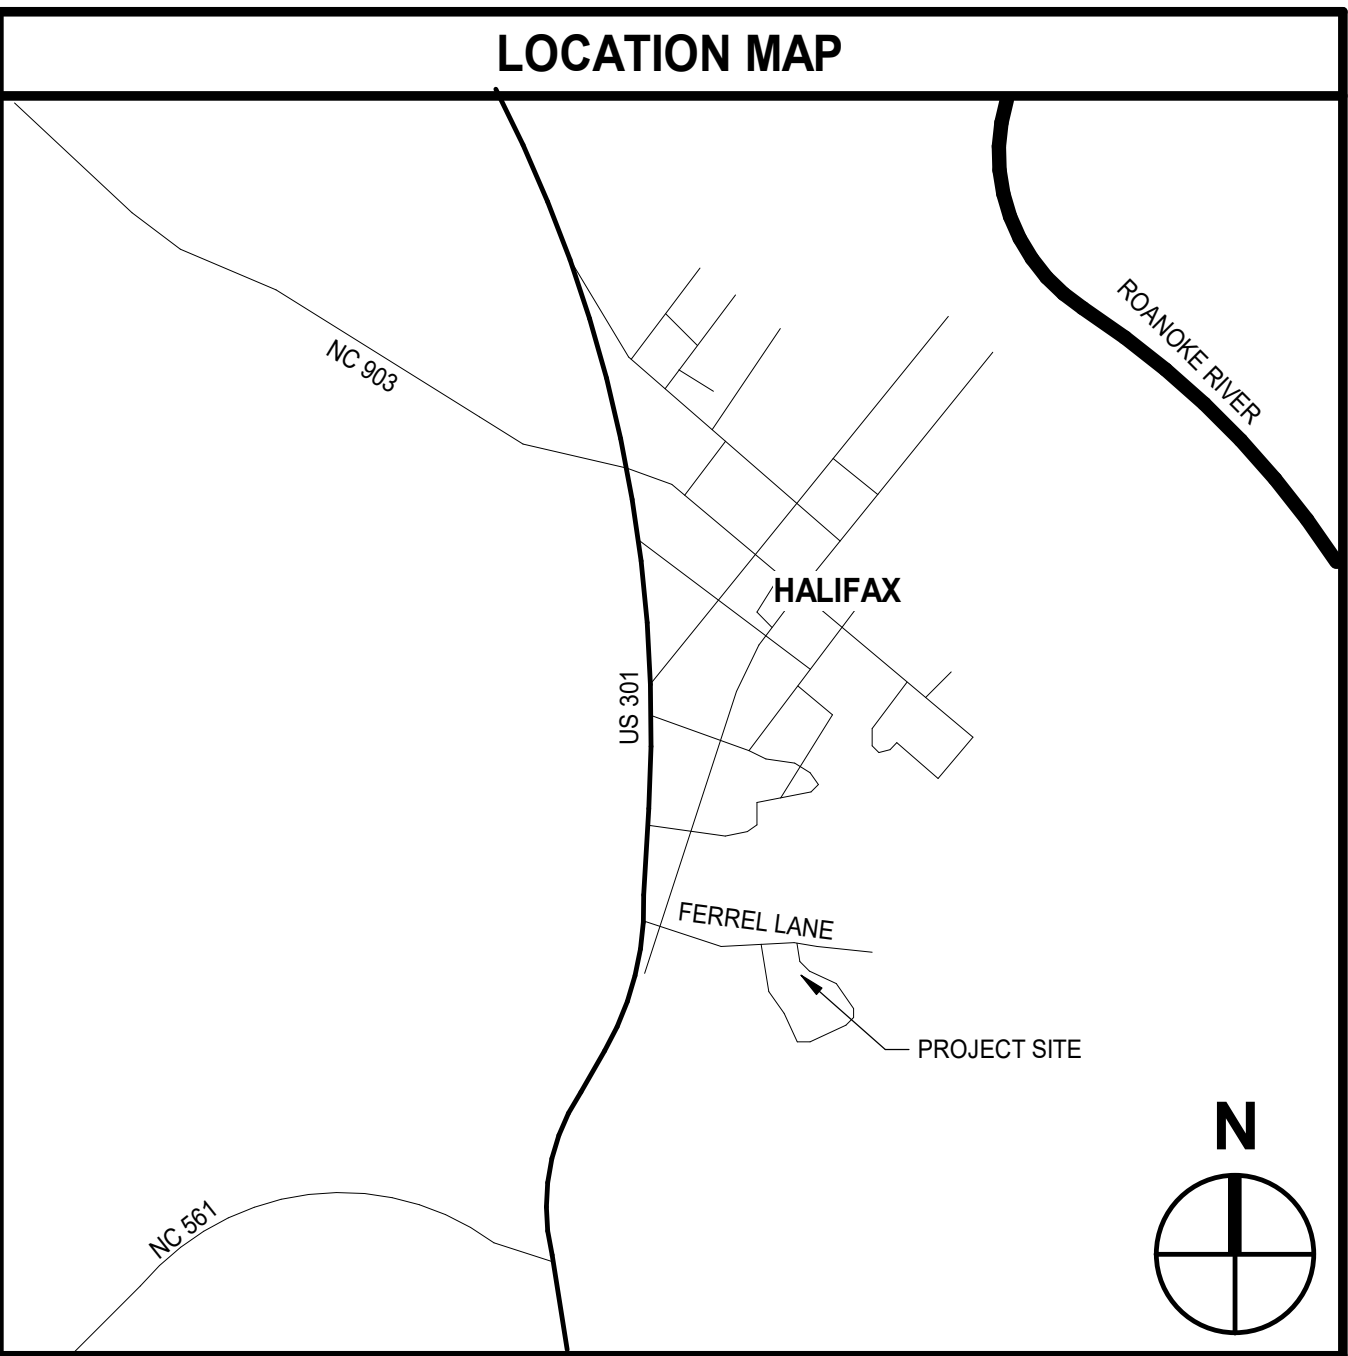 LOCATION MAP
ROANOKE RIVER
NC 903
HALIFAX
US 301
FERREL LANE
PROJECT SITE
N
NC 561